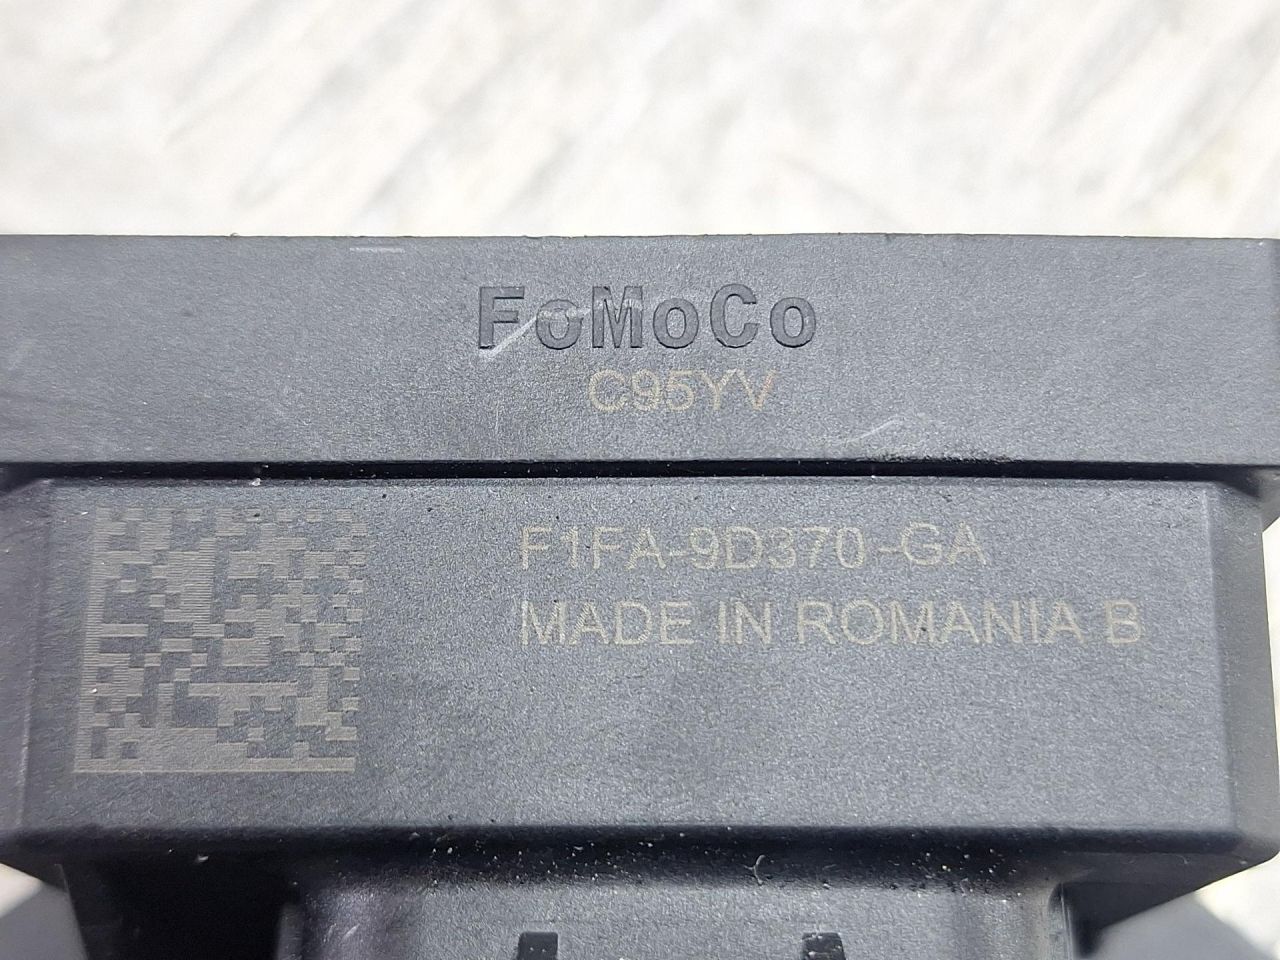 FoMoCo
C95YV
F1FA-9D370-GA
MADE IN ROMANIA B